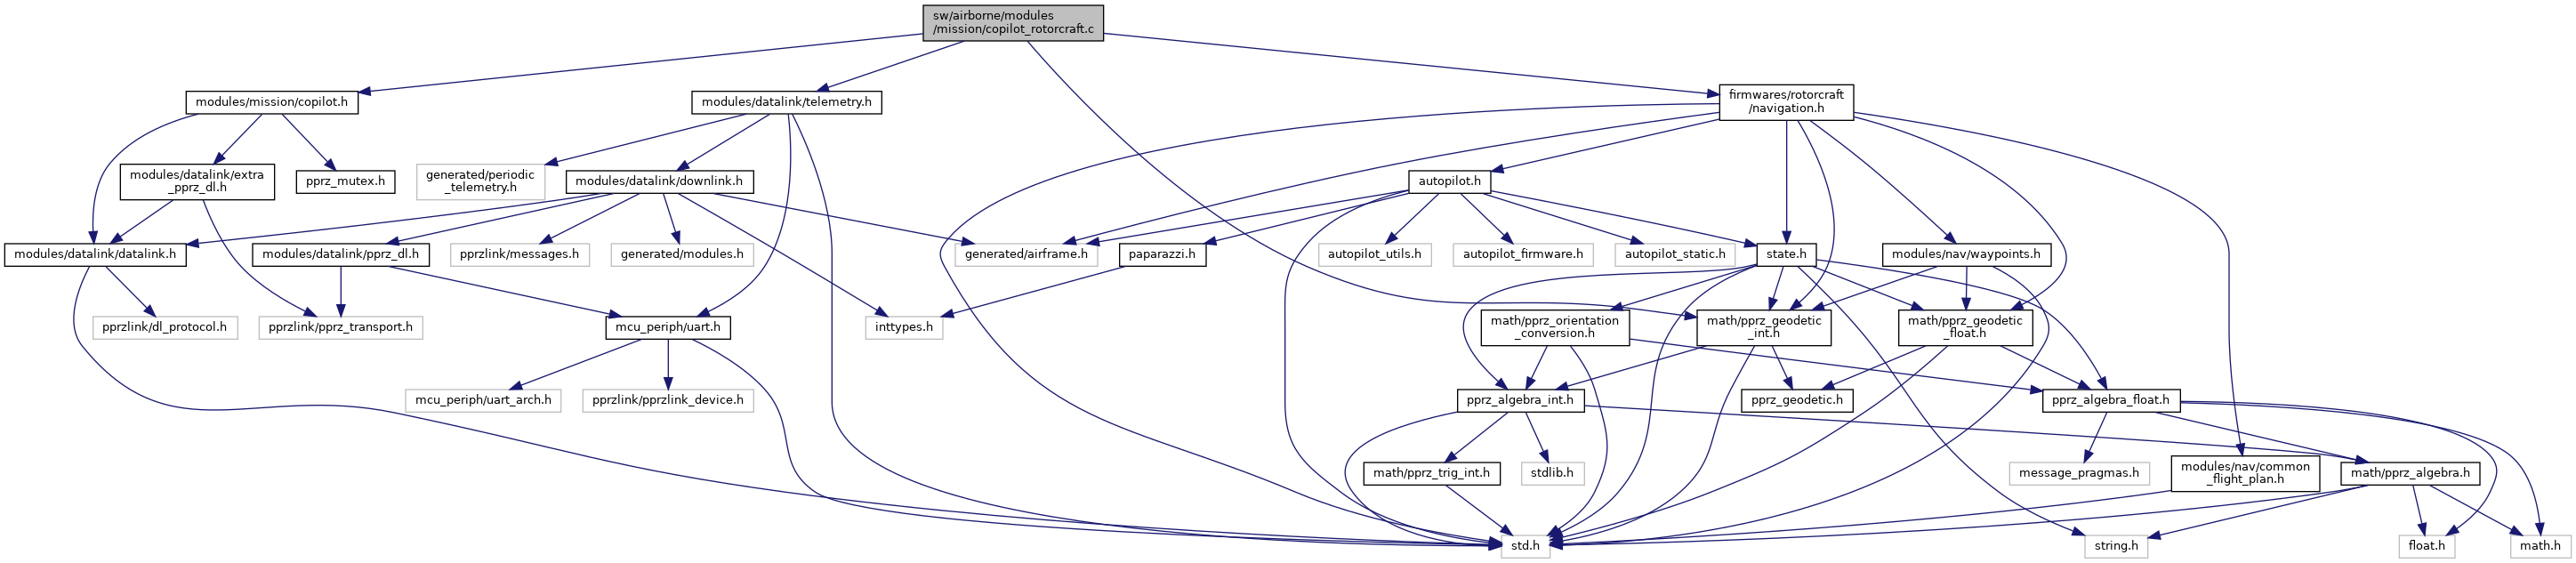 sw/airborne/modules
/mission/copilot_rotorcraft.c
modules/mission/copilot.h
modules/datalink/telemetry.h
firmwares/rotorcraft
/navigation.h
modules/datalink/extra
_pprz_dl.h
pprz_mutex.h
generated/periodic
_telemetry.h
modules/datalink/downlink.h
autopilot.h
modules/datalink/datalink.h
modules/datalink/pprz_dl.h
pprzlink/messages.h
generated/modules.h
generated/airframe.h
paparazzi.h
autopilot_utils.h
autopilot_firmware.h
autopilot_static.h
state.h
modules/nav/waypoints.h
pprzlink/dl_protocol.h
pprzlink/pprz_transport.h
mcu_periph/uart.h
inttypes.h
math/pprz_orientation
_conversion.h
math/pprz_geodetic
_int.h
math/pprz_geodetic
_float.h
mcu_periph/uart_arch.h
pprzlink/pprzlink_device.h
pprz_algebra_int.h
pprz_geodetic.h
pprz_algebra_float.h
math/pprz_trig_int.h
stdlib.h
message_pragmas.h
modules/nav/common
_flight_plan.h
math/pprz_algebra.h
std.h
string.h
float.h
math.h